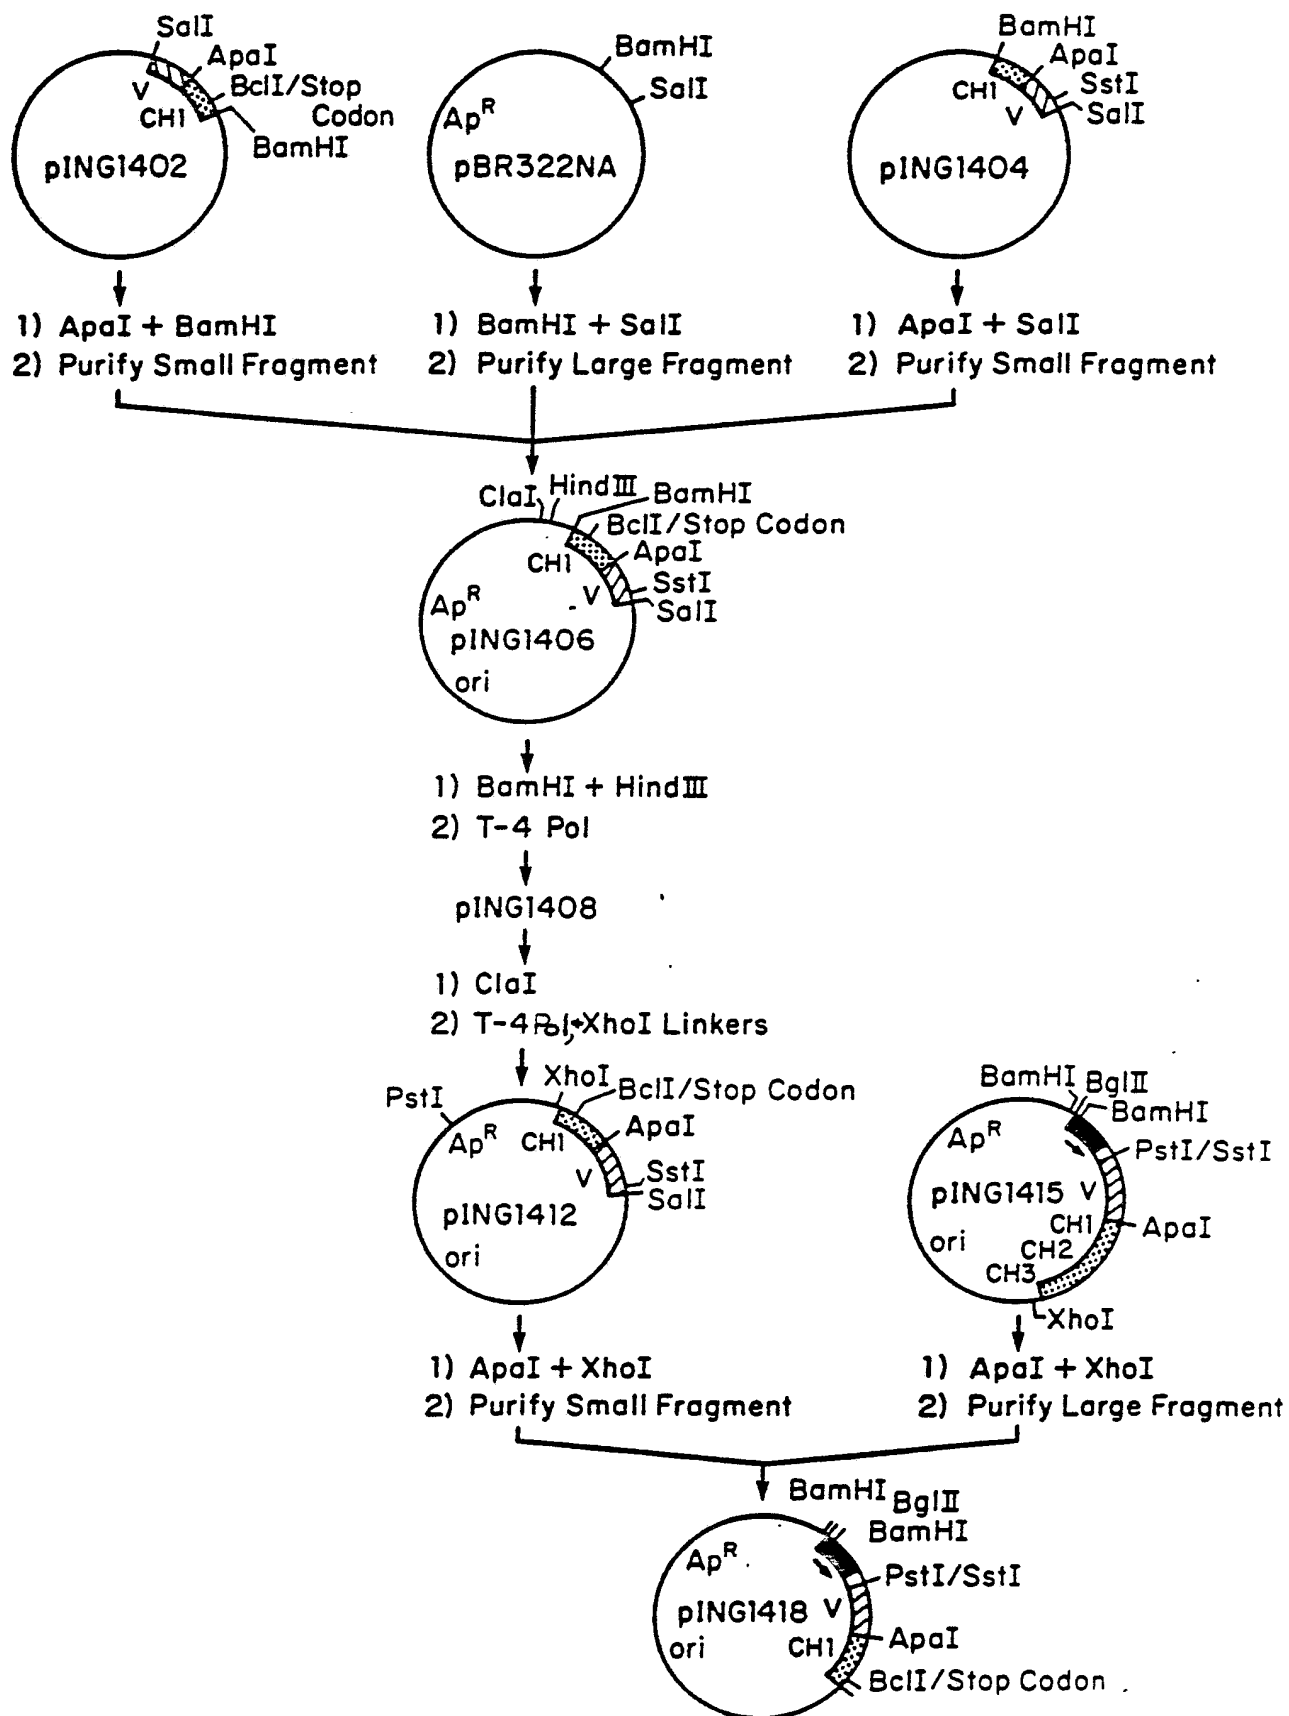 SalI
ApaI
BclI/Stop
Codon
BamHI
V
CH1
pING1402
BamHI
SalI
Ap^R
pBR322NA
BamHI
ApaI
SstI
SalI
CH1
V
pING1404
1) ApaI + BamHI
2) Purify Small Fragment
1) BamHI + SalI
2) Purify Large Fragment
1) ApaI + SalI
2) Purify Small Fragment
ClaI
HindIII
BamHI
BclI/Stop Codon
ApaI
SstI
SalI
CH1
V
Ap^R
pING1406
ori
1) BamHI + HindIII
2) T-4 Pol
pING1408
1) ClaI
2) T-4 Pol,+XhoI Linkers
PstI
XhoI
BclI/Stop Codon
ApaI
SstI
SalI
Ap^R
CH1
V
pING1412
ori
BamHI
BglII
BamHI
PstI/SstI
ApaI
XhoI
Ap^R
pING1415
V
CH1
CH2
CH3
ori
1) ApaI + XhoI
2) Purify Small Fragment
1) ApaI + XhoI
2) Purify Large Fragment
BamHI
BglII
BamHI
PstI/SstI
ApaI
BclI/Stop Codon
Ap^R
pING1418
V
CH1
ori